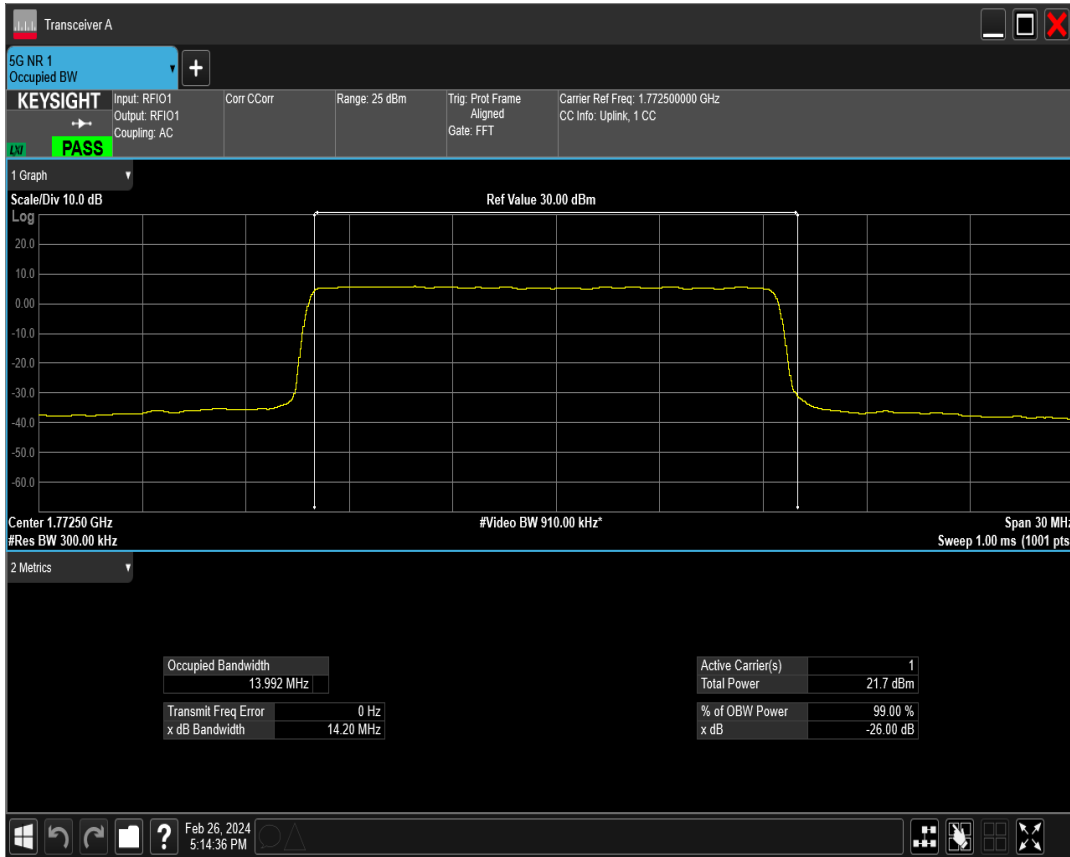 Transceiver A
5G NR 1
Occupied BW
KEYSIGHT
LXI
PASS
Input: RFIO1
Output: RFIO1
Coupling: AC
Corr CCorr
Range: 25 dBm
Trig: Prot Frame
Aligned
Gate: FFT
Carrier Ref Freq: 1.772500000 GHz
CC Info: Uplink, 1 CC
1 Graph
Scale/Div 10.0 dB
Ref Value 30.00 dBm
Log
20.0
10.0
0.00
-10.0
-20.0
-30.0
-40.0
-50.0
-60.0
Center 1.77250 GHz
#Video BW 910.00 kHz*
Span 30 MHz
#Res BW 300.00 kHz
Sweep 1.00 ms (1001 pts
2 Metrics
Occupied Bandwidth
13.992 MHz
Transmit Freq Error 0 Hz
x dB Bandwidth 14.20 MHz
Active Carrier(s) 1
Total Power 21.7 dBm
% of OBW Power 99.00 %
x dB -26.00 dB
?
Feb 26, 2024
5:14:36 PM